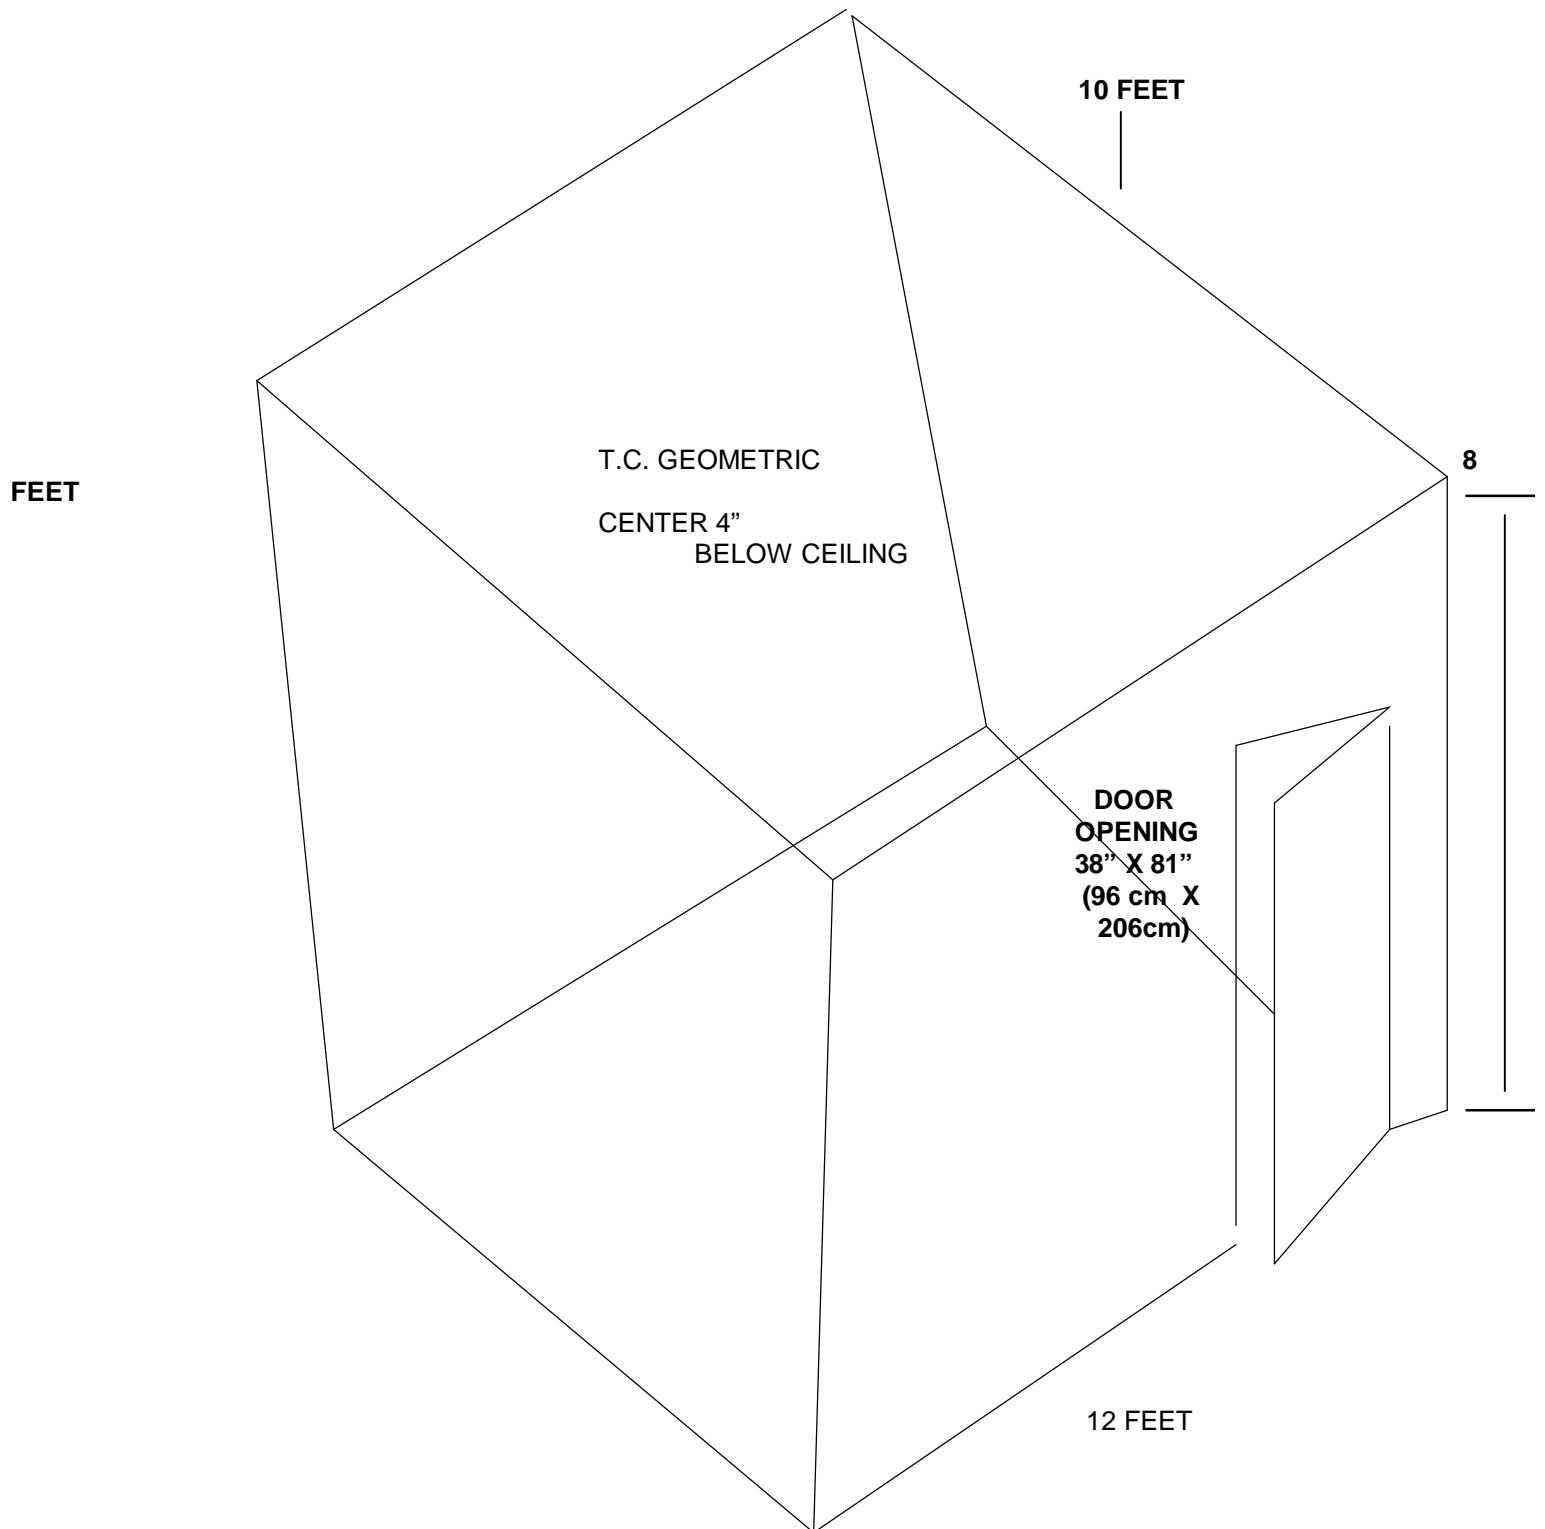 10 FEET
T.C. GEOMETRIC
8
FEET
CENTER 4”
BELOW CEILING
DOOR
OPENING
38” X 81”
(96 cm X
206cm)
12 FEET